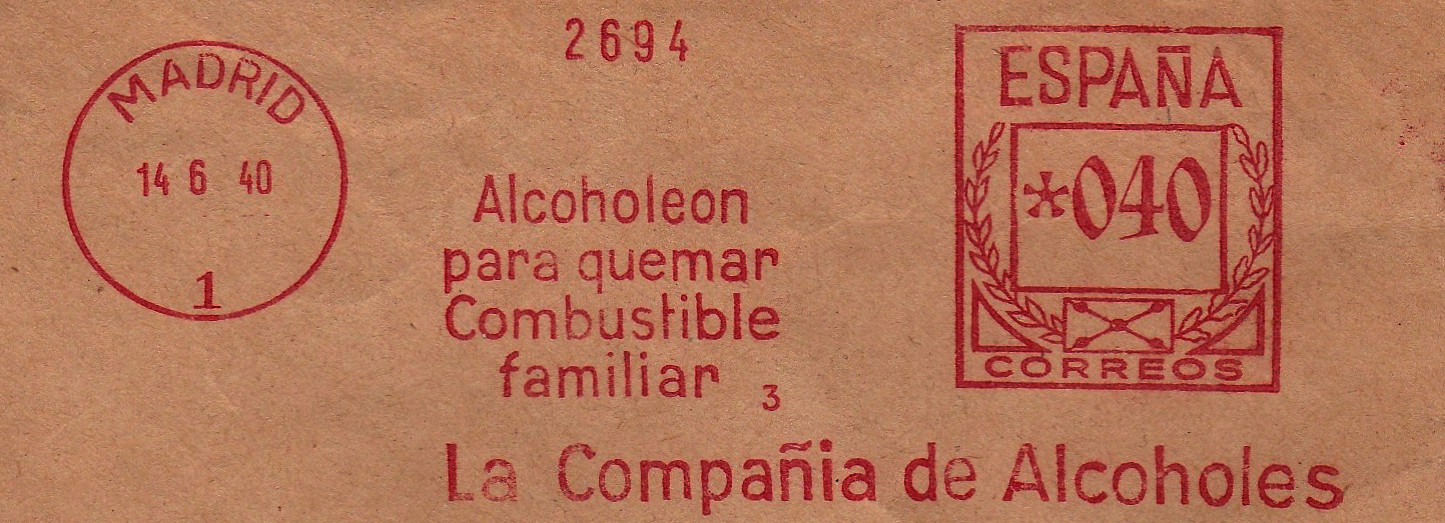 MADRID
14 6 40
1
2694
Alcoholeon
para quemar
Combustible
familiar 3
La Compañia de Alcoholes
ESPAÑA
*040
CORREOS